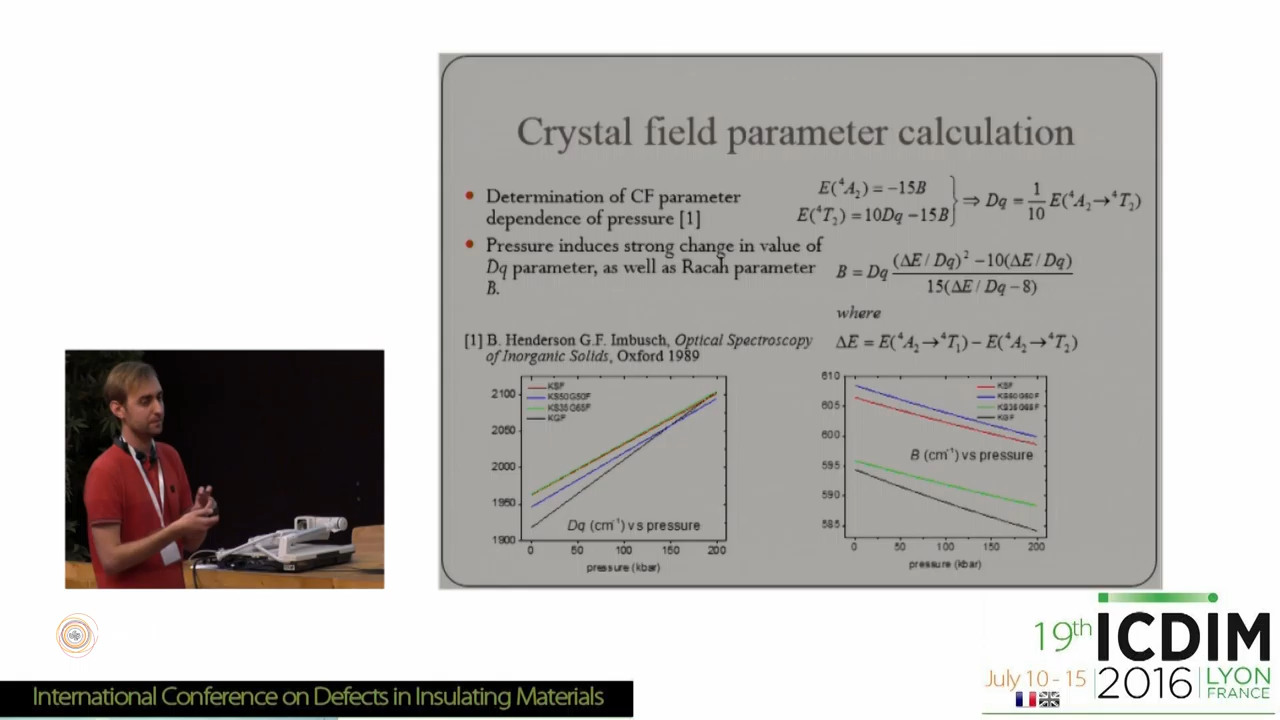 Crystal field parameter calculation
• Determination of CF parameter
dependence of pressure [1]
• Pressure induces strong change in value of
Dq parameter, as well as Racah parameter
B.
E(⁴A₂) = −15B
E(⁴T₂) = 10Dq −15B
⇒ Dq = 1/10 E(⁴A₂→⁴T₂)
B = Dq (ΔE / Dq)² −10(ΔE / Dq) / 15(ΔE / Dq − 8)
where
ΔE = E(⁴A₂→⁴T₁) − E(⁴A₂→⁴T₂)
[1] B. Henderson G.F. Imbusch, Optical Spectroscopy
of Inorganic Solids, Oxford 1989
KSF
KS50G50F
KS35G65F
KGF
2100
2050
2000
1950
1900
Dq (cm⁻¹) vs pressure
0 50 100 150 200
pressure (kbar)
610
605
600
595
590
585
KSF
KS50G50F
KS35G65F
KGF
B (cm⁻¹) vs pressure
0 50 100 150 200
pressure (kbar)
19th ICDIM
July 10 - 15 2016 LYON
FRANCE
International Conference on Defects in Insulating Materials